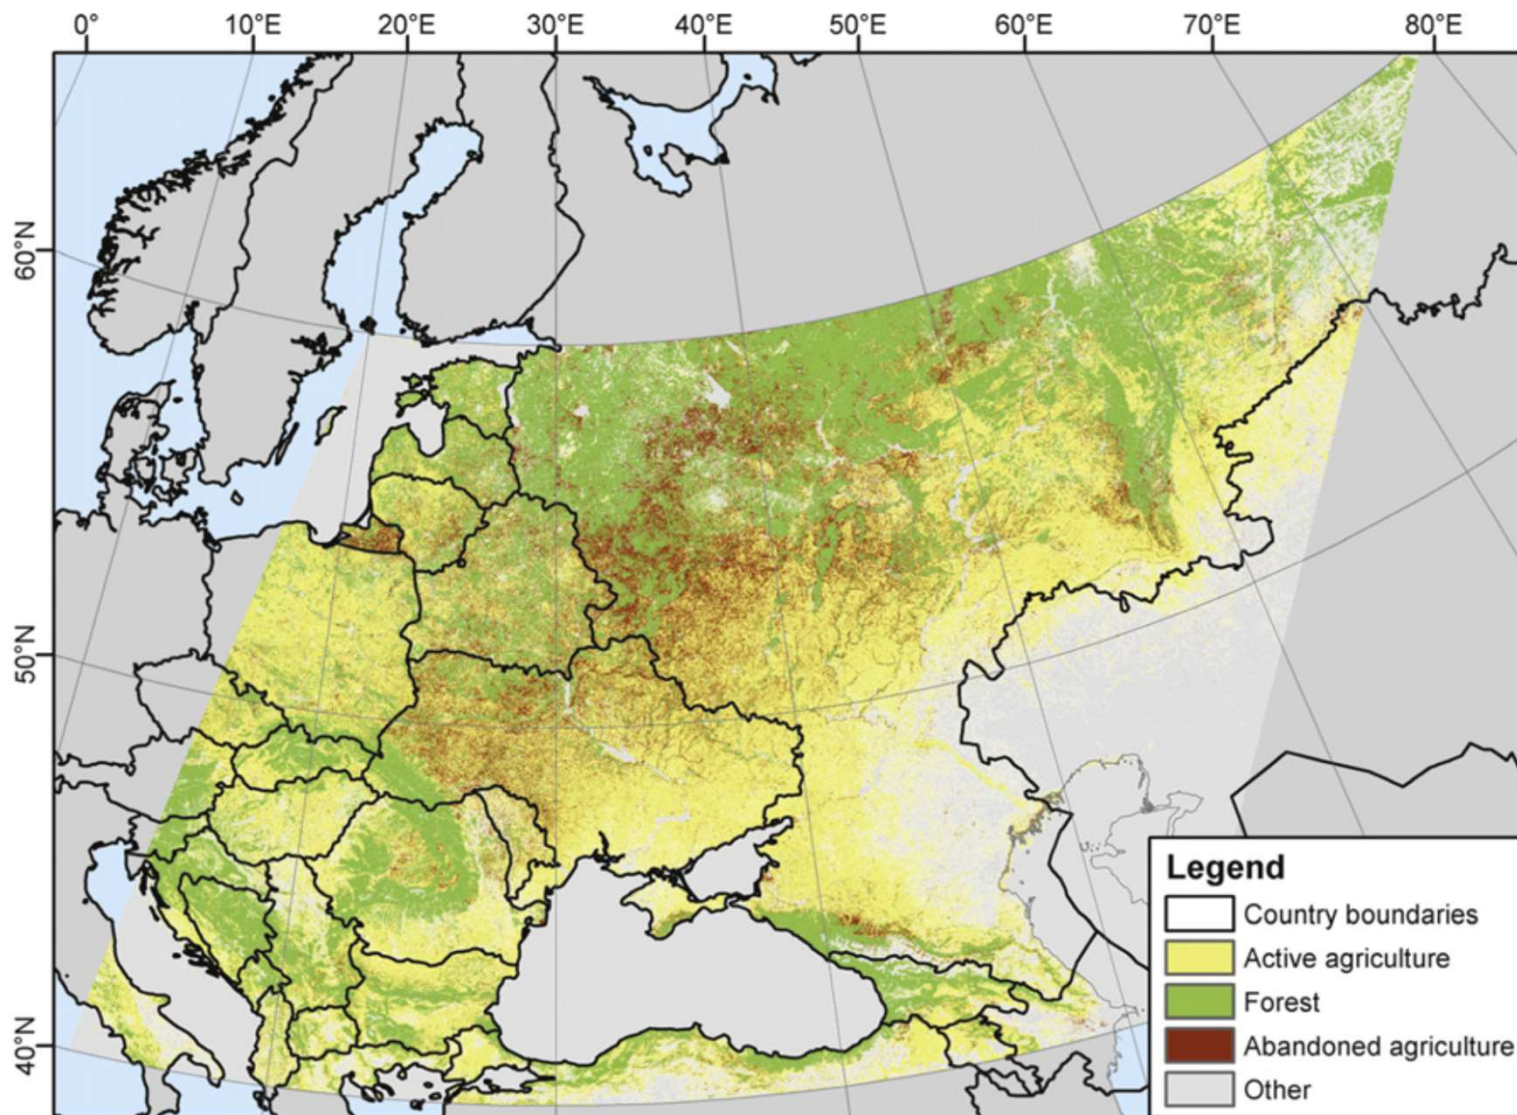 0° 10°E 20°E 30°E 40°E 50°E 60°E 70°E 80°E
60°N
50°N
40°N
Legend
Country boundaries
Active agriculture
Forest
Abandoned agriculture
Other